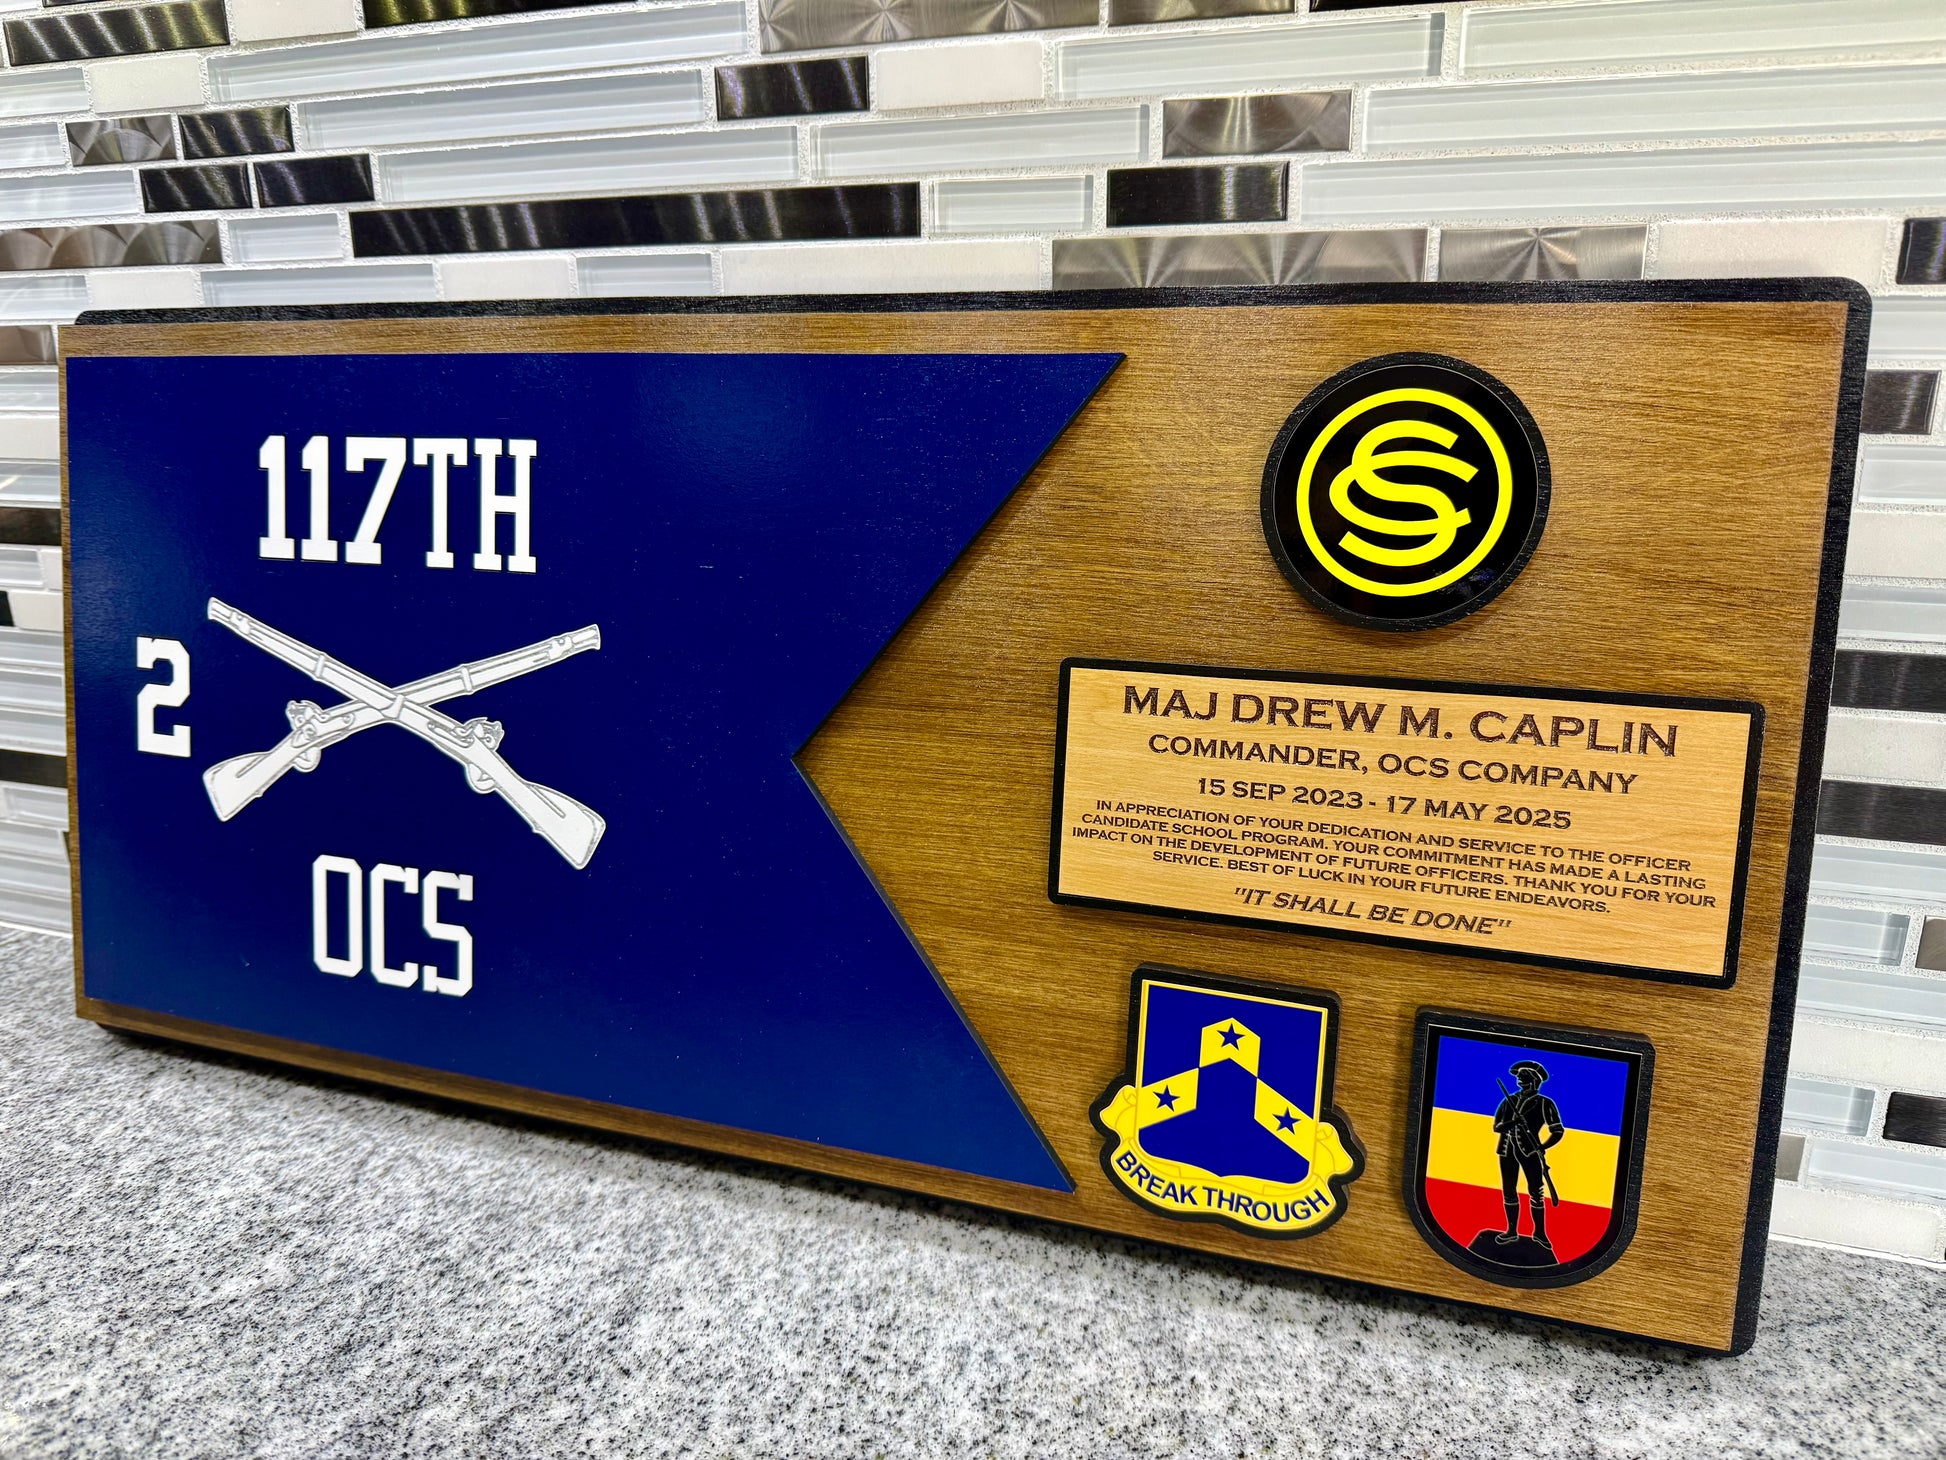 117TH
2
OCS
OCS
MAJ DREW M. CAPLIN
COMMANDER, OCS COMPANY
15 SEP 2023 - 17 MAY 2025
IN APPRECIATION OF YOUR DEDICATION AND SERVICE TO THE OFFICER
CANDIDATE SCHOOL PROGRAM. YOUR COMMITMENT HAS MADE A LASTING
IMPACT ON THE DEVELOPMENT OF FUTURE OFFICERS. THANK YOU FOR YOUR
SERVICE. BEST OF LUCK IN YOUR FUTURE ENDEAVORS.
"IT SHALL BE DONE"
BREAK THROUGH